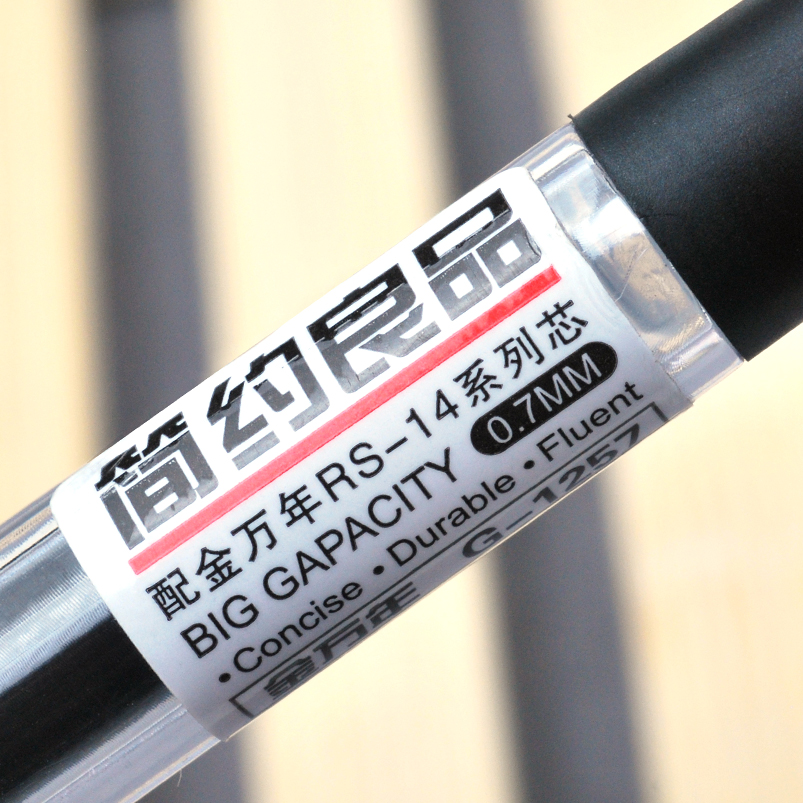 简约良品
配金万年RS-14系列芯
BIG GAPACITY 0.7MM
•Concise •Durable •Fluent
金万年 G-1257